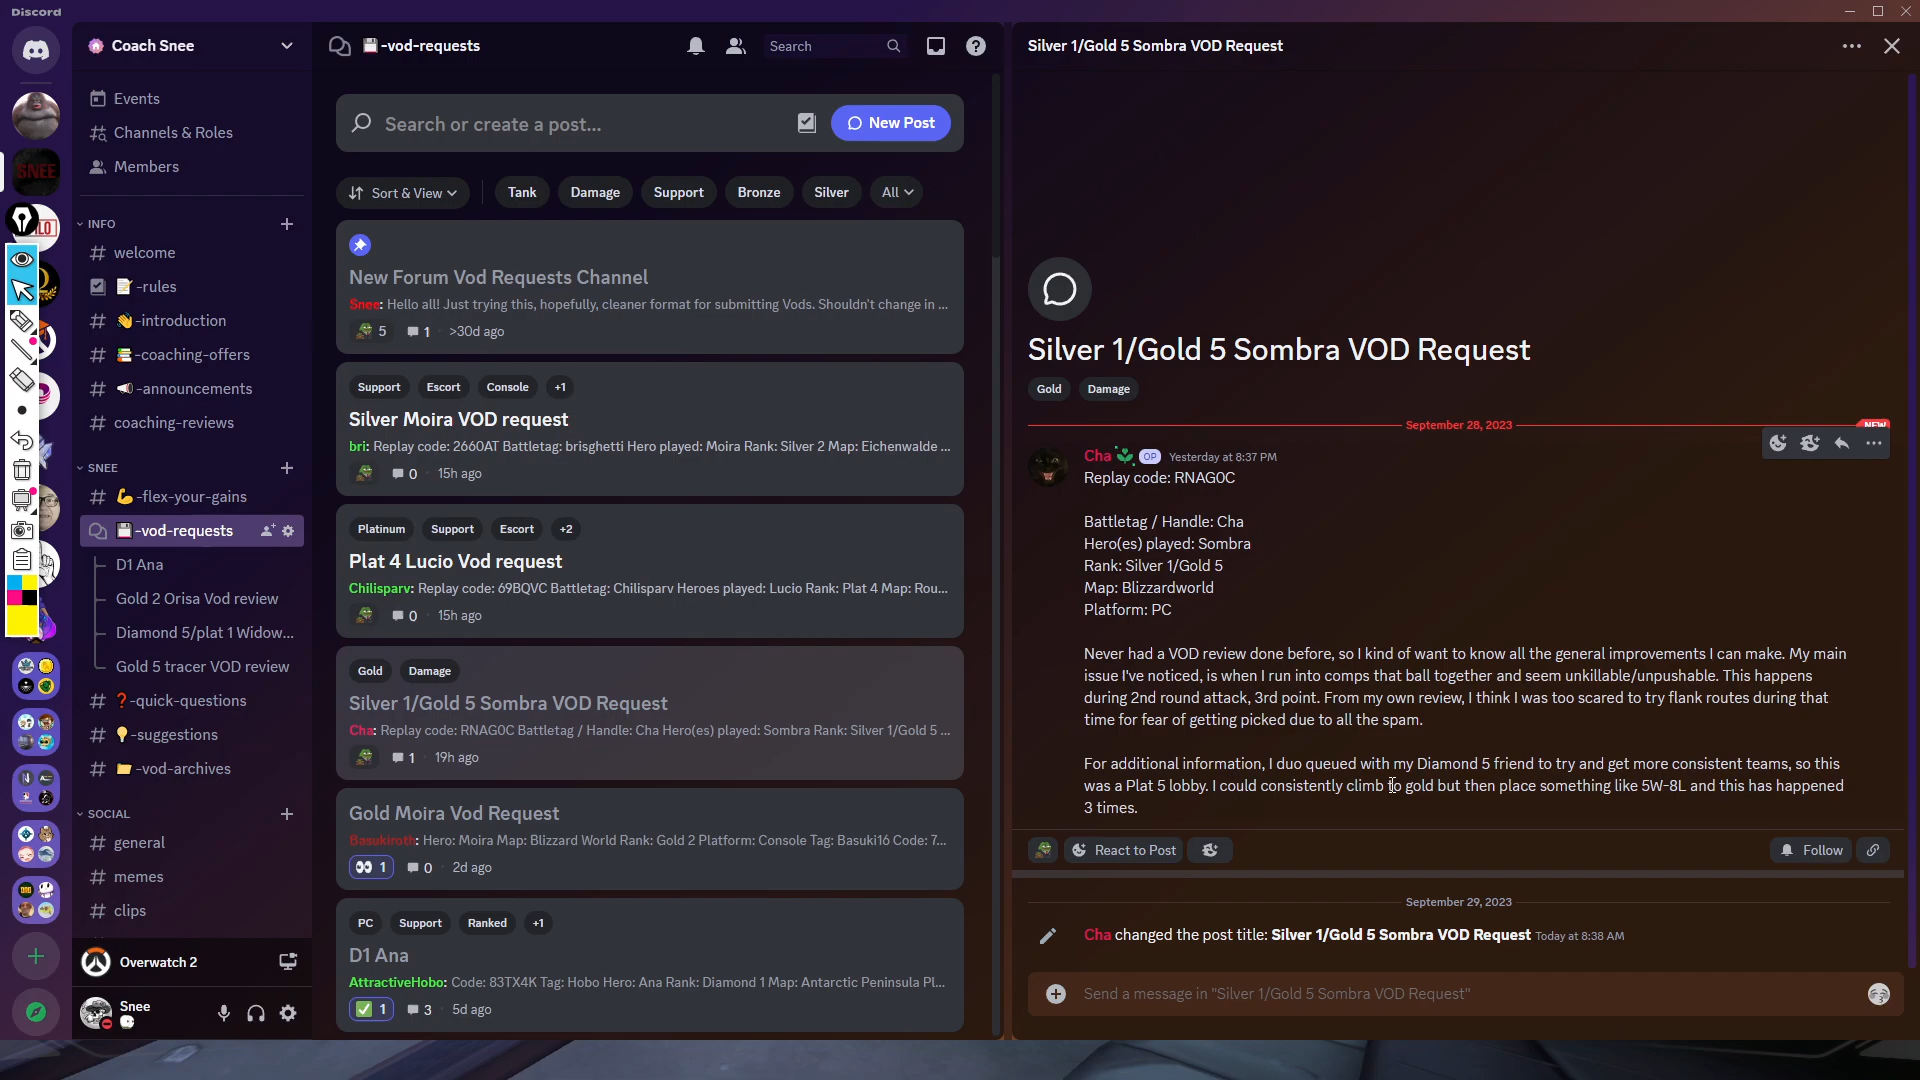 Discord
Coach Snee
Events
Channels & Roles
Members
INFO
welcome
-rules
-introduction
-coaching-offers
-announcements
coaching-reviews
SNEE
-flex-your-gains
-vod-requests
D1 Ana
Gold 2 Orisa Vod review
Diamond 5/plat 1 Widow...
Gold 5 tracer VOD review
-quick-questions
-suggestions
-vod-archives
SOCIAL
general
memes
clips
Overwatch 2
Snee
-vod-requests
Search
Search or create a post...
New Post
Sort & View
Tank
Damage
Support
Bronze
Silver
All
New Forum Vod Requests Channel
Snee: Hello all! Just trying this, hopefully, cleaner format for submitting Vods. Shouldn't change in ...
5 1 · >30d ago
Support Escort Console +1
Silver Moira VOD request
bri: Replay code: 2660AT Battletag: brisghetti Hero played: Moira Rank: Silver 2 Map: Eichenwalde ...
0 · 15h ago
Platinum Support Escort +2
Plat 4 Lucio Vod request
Chilisparv: Replay code: 69BQVC Battletag: Chilisparv Heroes played: Lucio Rank: Plat 4 Map: Rou...
0 · 15h ago
Gold Damage
Silver 1/Gold 5 Sombra VOD Request
Cha: Replay code: RNAG0C Battletag / Handle: Cha Hero(es) played: Sombra Rank: Silver 1/Gold 5 ...
1 · 19h ago
Gold Moira Vod Request
Basukiroth: Hero: Moira Map: Blizzard World Rank: Gold 2 Platform: Console Tag: Basuki16 Code: 7...
1 0 · 2d ago
PC Support Ranked +1
D1 Ana
AttractiveHobo: Code: 83TX4K Tag: Hobo Hero: Ana Rank: Diamond 1 Map: Antarctic Peninsula Pl...
1 3 · 5d ago
Silver 1/Gold 5 Sombra VOD Request
Silver 1/Gold 5 Sombra VOD Request
Gold Damage
September 28, 2023
NEW
Cha OP Yesterday at 8:37 PM
Replay code: RNAG0C
Battletag / Handle: Cha
Hero(es) played: Sombra
Rank: Silver 1/Gold 5
Map: Blizzardworld
Platform: PC
Never had a VOD review done before, so I kind of want to know all the general improvements I can make. My main
issue I've noticed, is when I run into comps that ball together and seem unkillable/unpushable. This happens
during 2nd round attack, 3rd point. From my own review, I think I was too scared to try flank routes during that
time for fear of getting picked due to all the spam.
For additional information, I duo queued with my Diamond 5 friend to try and get more consistent teams, so this
was a Plat 5 lobby. I could consistently climb to gold but then place something like 5W-8L and this has happened
3 times.
React to Post
Follow
September 29, 2023
Cha changed the post title: Silver 1/Gold 5 Sombra VOD Request Today at 8:38 AM
Send a message in "Silver 1/Gold 5 Sombra VOD Request"